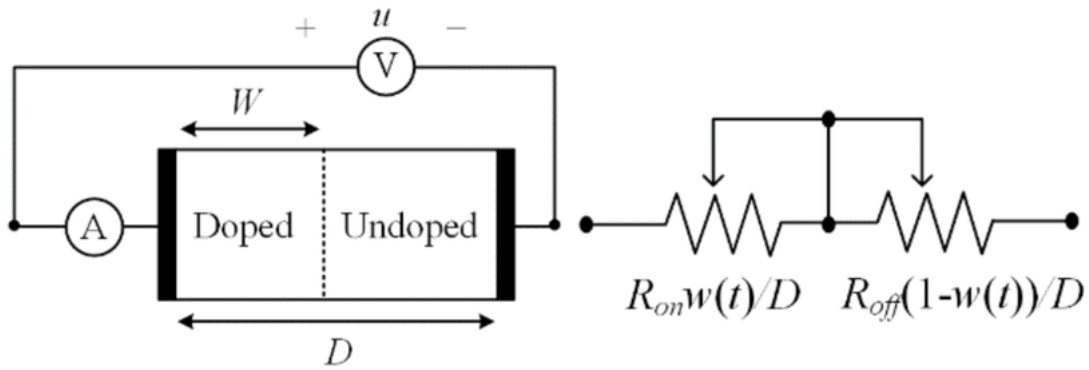 + u −
V
W
A
Doped Undoped
D
R_on w(t)/D R_off(1-w(t))/D